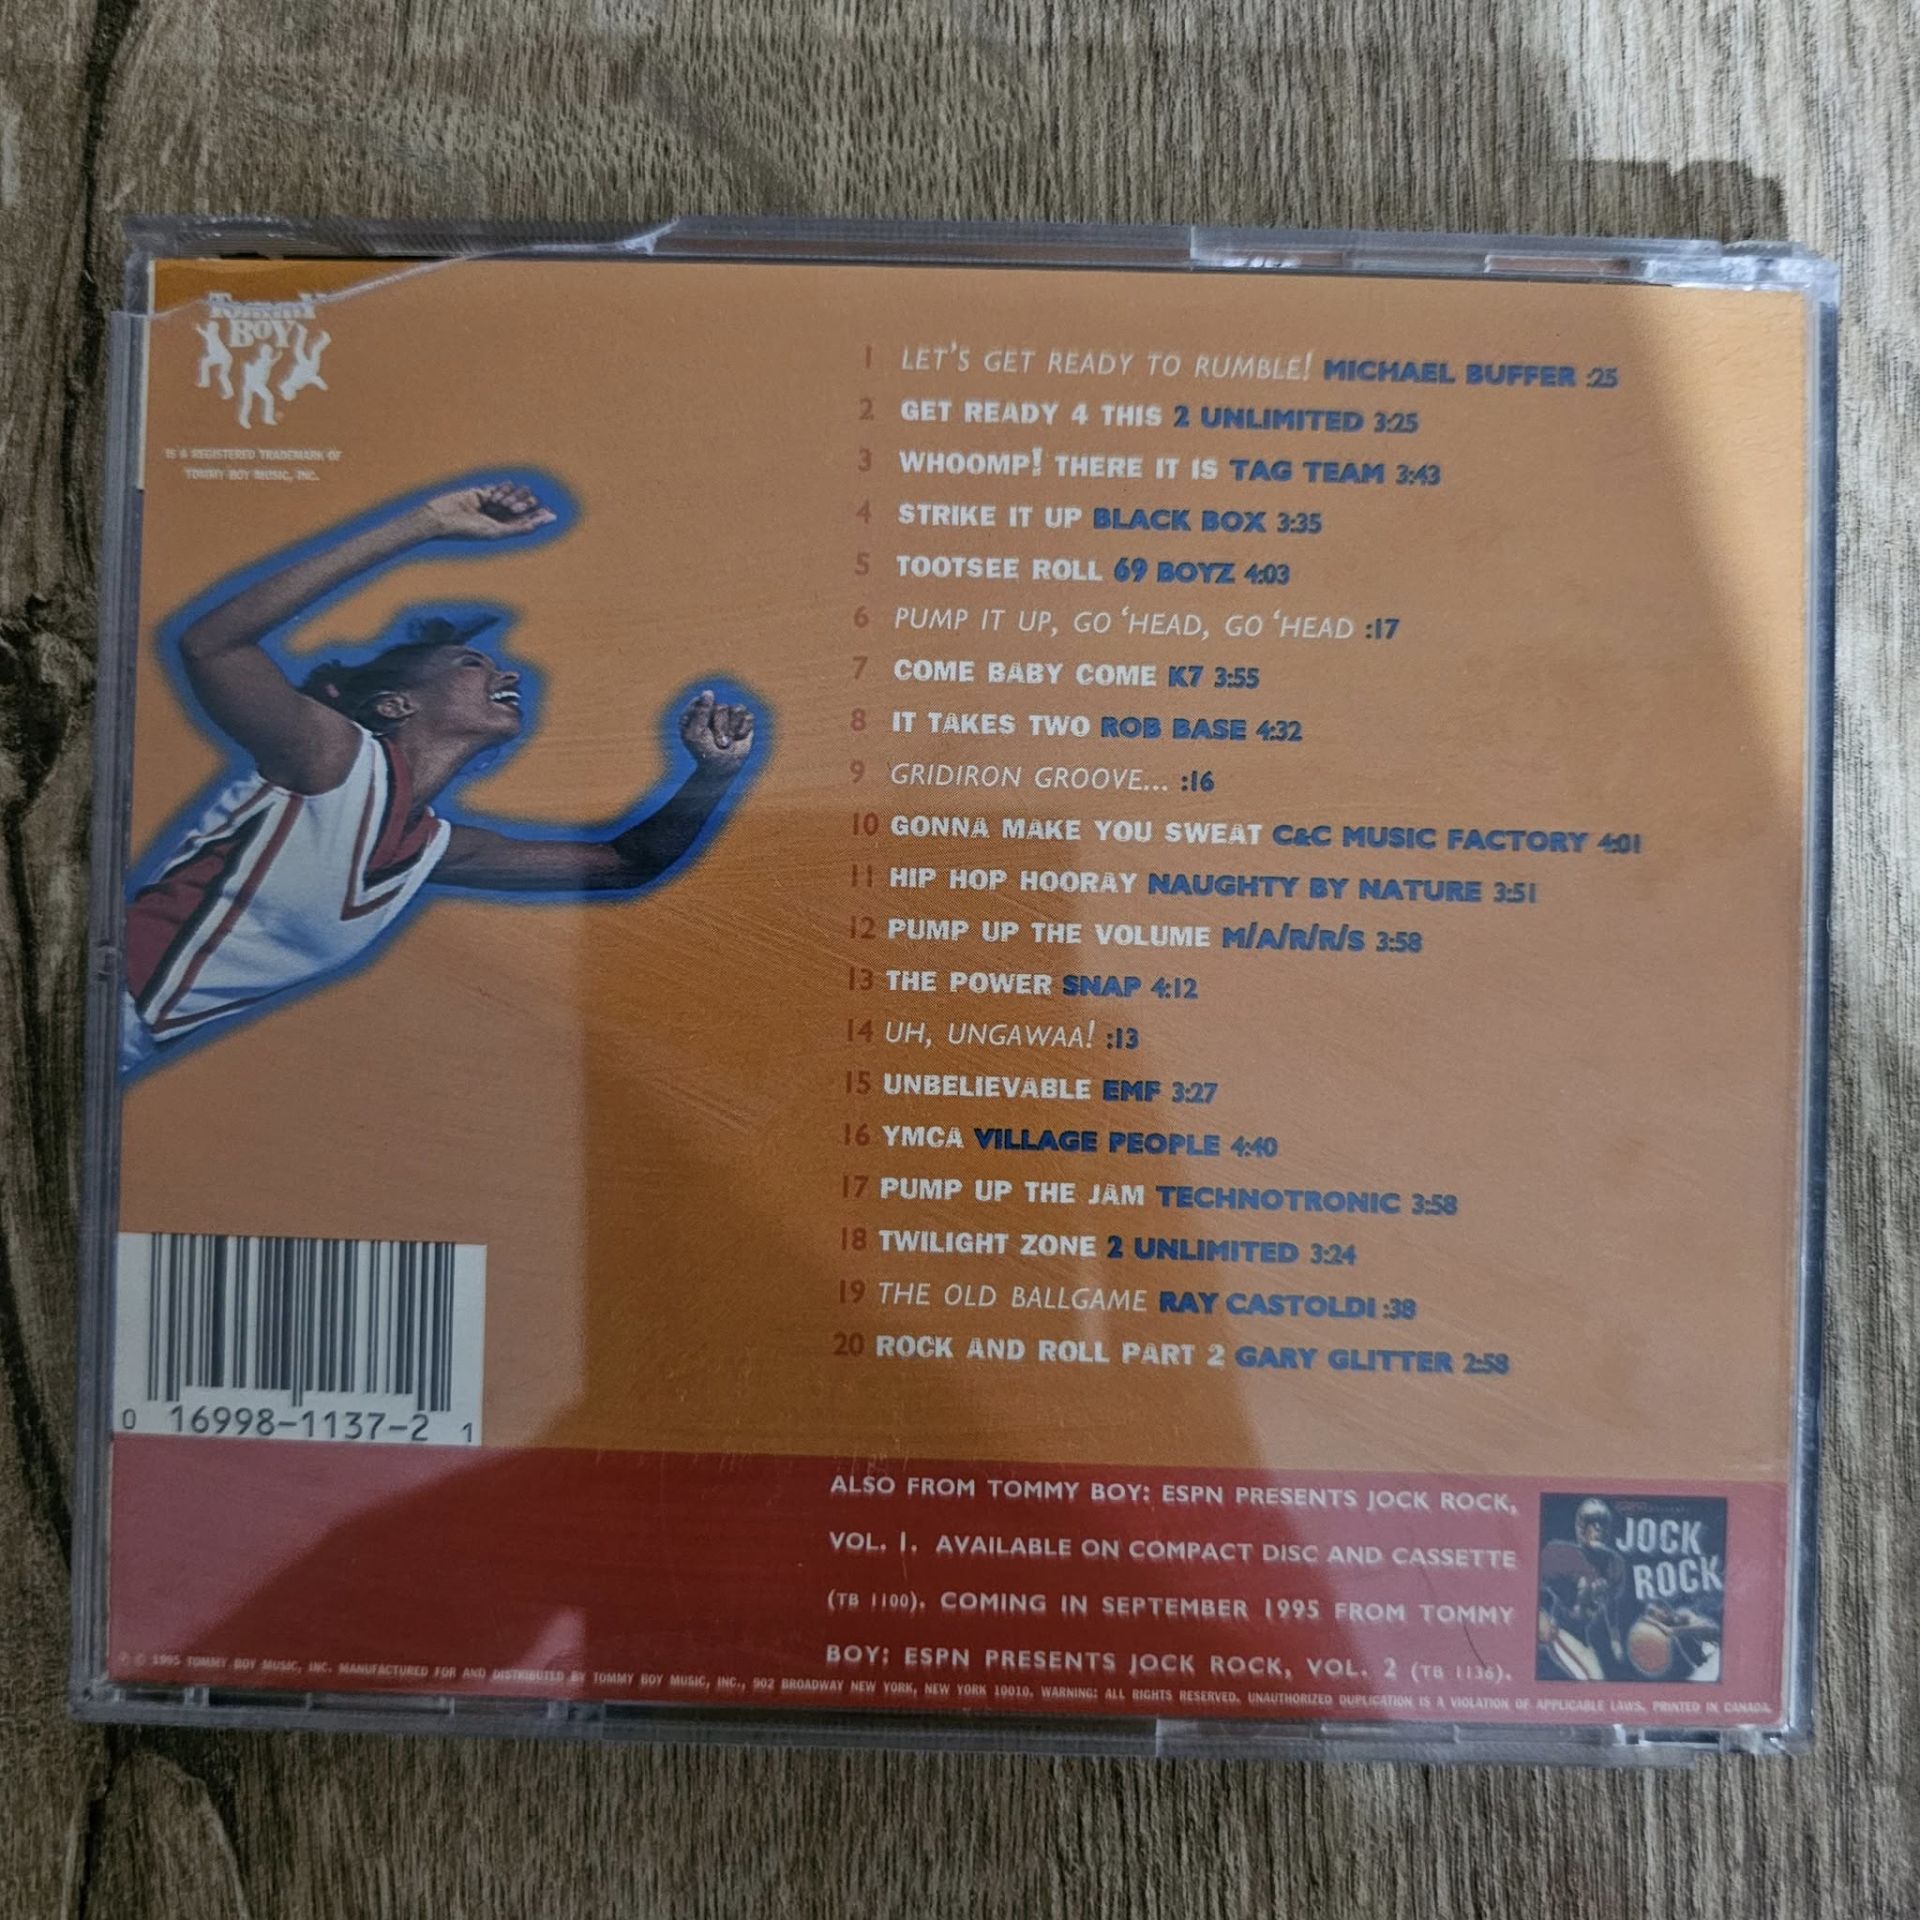 TOMMY
BOY
IS A REGISTERED TRADEMARK OF
TOMMY BOY MUSIC, INC.
1 LET'S GET READY TO RUMBLE! MICHAEL BUFFER :25
2 GET READY 4 THIS 2 UNLIMITED 3:25
3 WHOOMP! THERE IT IS TAG TEAM 3:43
4 STRIKE IT UP BLACK BOX 3:35
5 TOOTSEE ROLL 69 BOYZ 4:03
6 PUMP IT UP, GO 'HEAD, GO 'HEAD :17
7 COME BABY COME K7 3:55
8 IT TAKES TWO ROB BASE 4:32
9 GRIDIRON GROOVE... :16
10 GONNA MAKE YOU SWEAT C&C MUSIC FACTORY 4:01
11 HIP HOP HOORAY NAUGHTY BY NATURE 3:51
12 PUMP UP THE VOLUME M/A/R/R/S 3:58
13 THE POWER SNAP 4:12
14 UH, UNGAWAA! :13
15 UNBELIEVABLE EMF 3:27
16 YMCA VILLAGE PEOPLE 4:40
17 PUMP UP THE JAM TECHNOTRONIC 3:58
18 TWILIGHT ZONE 2 UNLIMITED 3:24
19 THE OLD BALLGAME RAY CASTOLDI :38
20 ROCK AND ROLL PART 2 GARY GLITTER 2:58
0 16998-1137-2 1
ALSO FROM TOMMY BOY: ESPN PRESENTS JOCK ROCK,
VOL. 1. AVAILABLE ON COMPACT DISC AND CASSETTE
(TB 1100). COMING IN SEPTEMBER 1995 FROM TOMMY
BOY: ESPN PRESENTS JOCK ROCK, VOL. 2 (TB 1136).
JOCK
ROCK
℗ © 1995 TOMMY BOY MUSIC, INC. MANUFACTURED FOR AND DISTRIBUTED BY TOMMY BOY MUSIC, INC., 902 BROADWAY NEW YORK, NEW YORK 10010. WARNING: ALL RIGHTS RESERVED. UNAUTHORIZED DUPLICATION IS A VIOLATION OF APPLICABLE LAWS. PRINTED IN CANADA.